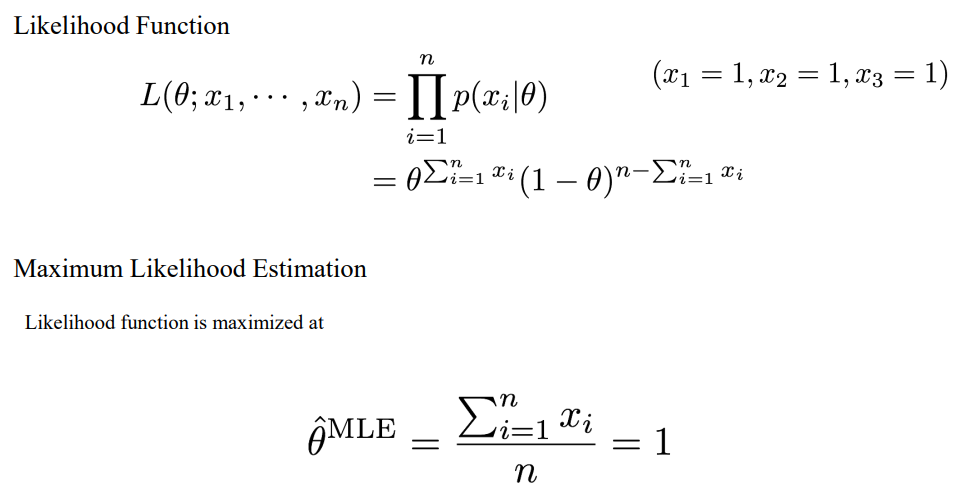 Likelihood Function
L(θ; x₁, ⋯ , xₙ) = ∏ᵢ₌₁ⁿ p(xᵢ|θ) (x₁ = 1, x₂ = 1, x₃ = 1)
= θ^{∑ᵢ₌₁ⁿ xᵢ}(1 − θ)^{n−∑ᵢ₌₁ⁿ xᵢ}
Maximum Likelihood Estimation
Likelihood function is maximized at
θ̂^{MLE} = \frac{∑ᵢ₌₁ⁿ xᵢ}{n} = 1